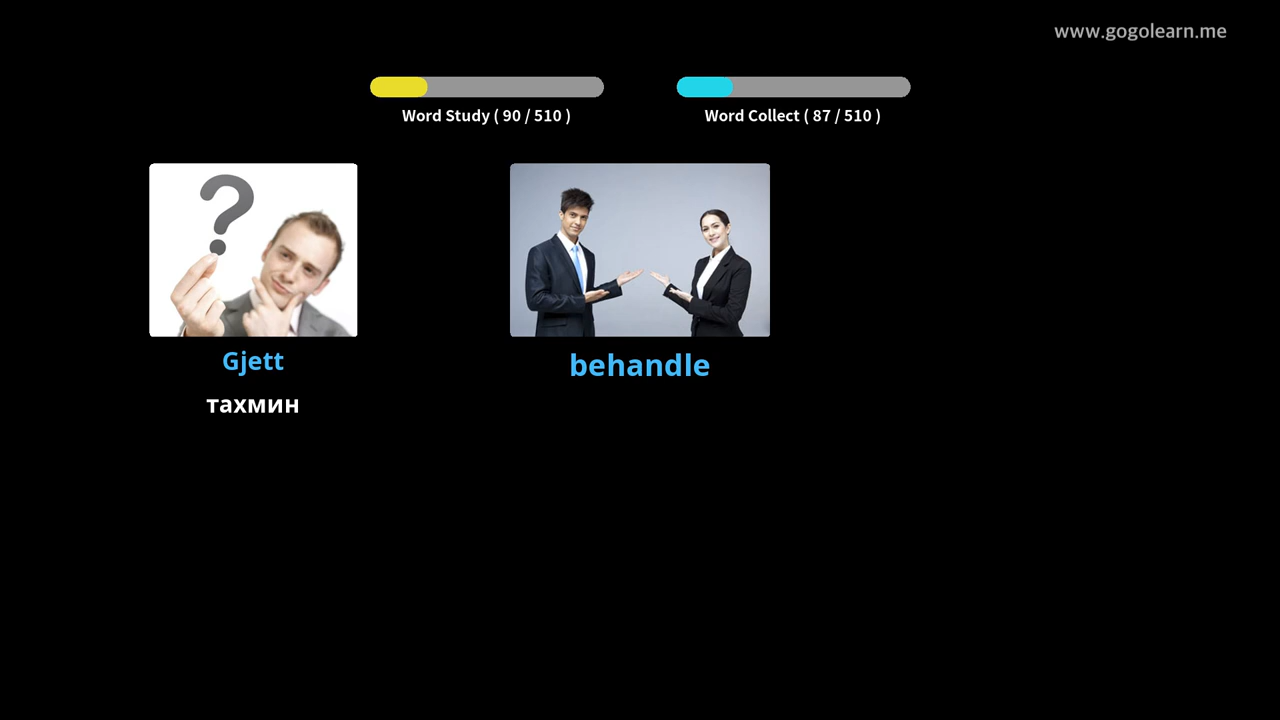 www.gogolearn.me
Word Study ( 90 / 510 )
Word Collect ( 87 / 510 )
Gjett
тахмин
behandle